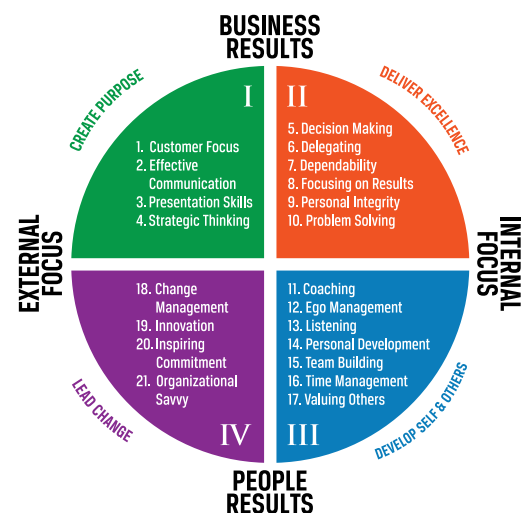 BUSINESS
RESULTS
CREATE PURPOSE
DELIVER EXCELLENCE
I
1. Customer Focus
2. Effective
Communication
3. Presentation Skills
4. Strategic Thinking
II
5. Decision Making
6. Delegating
7. Dependability
8. Focusing on Results
9. Personal Integrity
10. Problem Solving
EXTERNAL
FOCUS
INTERNAL
FOCUS
18. Change
Management
19. Innovation
20. Inspiring
Commitment
21. Organizational
Savvy
IV
11. Coaching
12. Ego Management
13. Listening
14. Personal Development
15. Team Building
16. Time Management
17. Valuing Others
III
LEAD CHANGE
DEVELOP SELF & OTHERS
PEOPLE
RESULTS